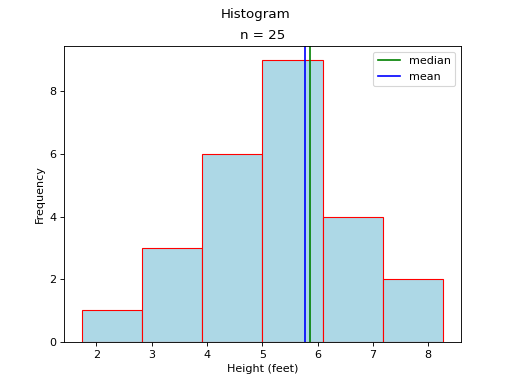 Histogram
n = 25
median
mean
Frequency
8
6
4
2
0
2 3 4 5 6 7 8
Height (feet)